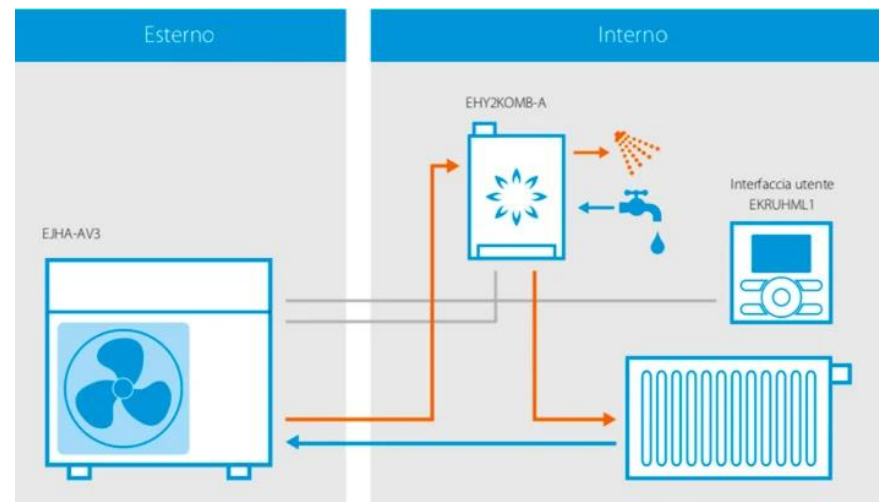 Esterno
Interno
EHY2KOMB-A
Interfaccia utente
EKRUHML1
EJHA-AV3